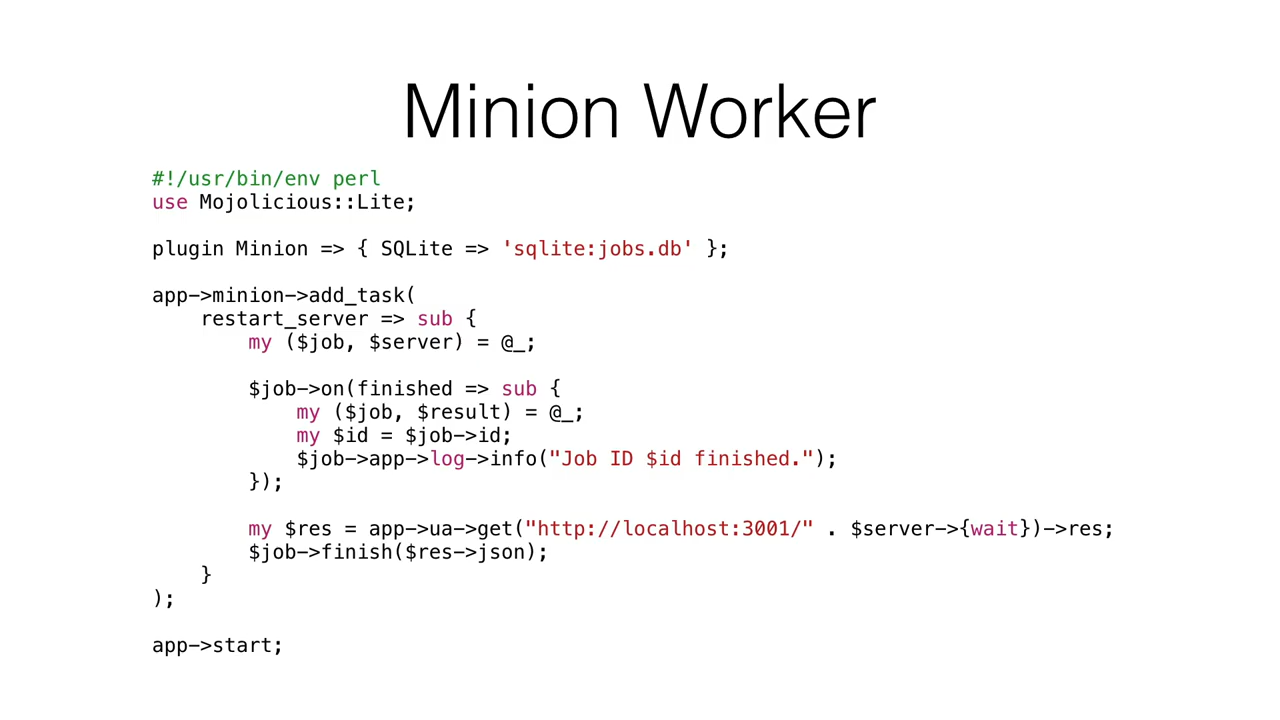 Minion Worker
#!/usr/bin/env perl
use Mojolicious::Lite;
plugin Minion => { SQLite => 'sqlite:jobs.db' };
app->minion->add_task(
    restart_server => sub {
        my ($job, $server) = @_;
        $job->on(finished => sub {
            my ($job, $result) = @_;
            my $id = $job->id;
            $job->app->log->info("Job ID $id finished.");
        });
        my $res = app->ua->get("http://localhost:3001/" . $server->{wait})->res;
        $job->finish($res->json);
    }
);
app->start;